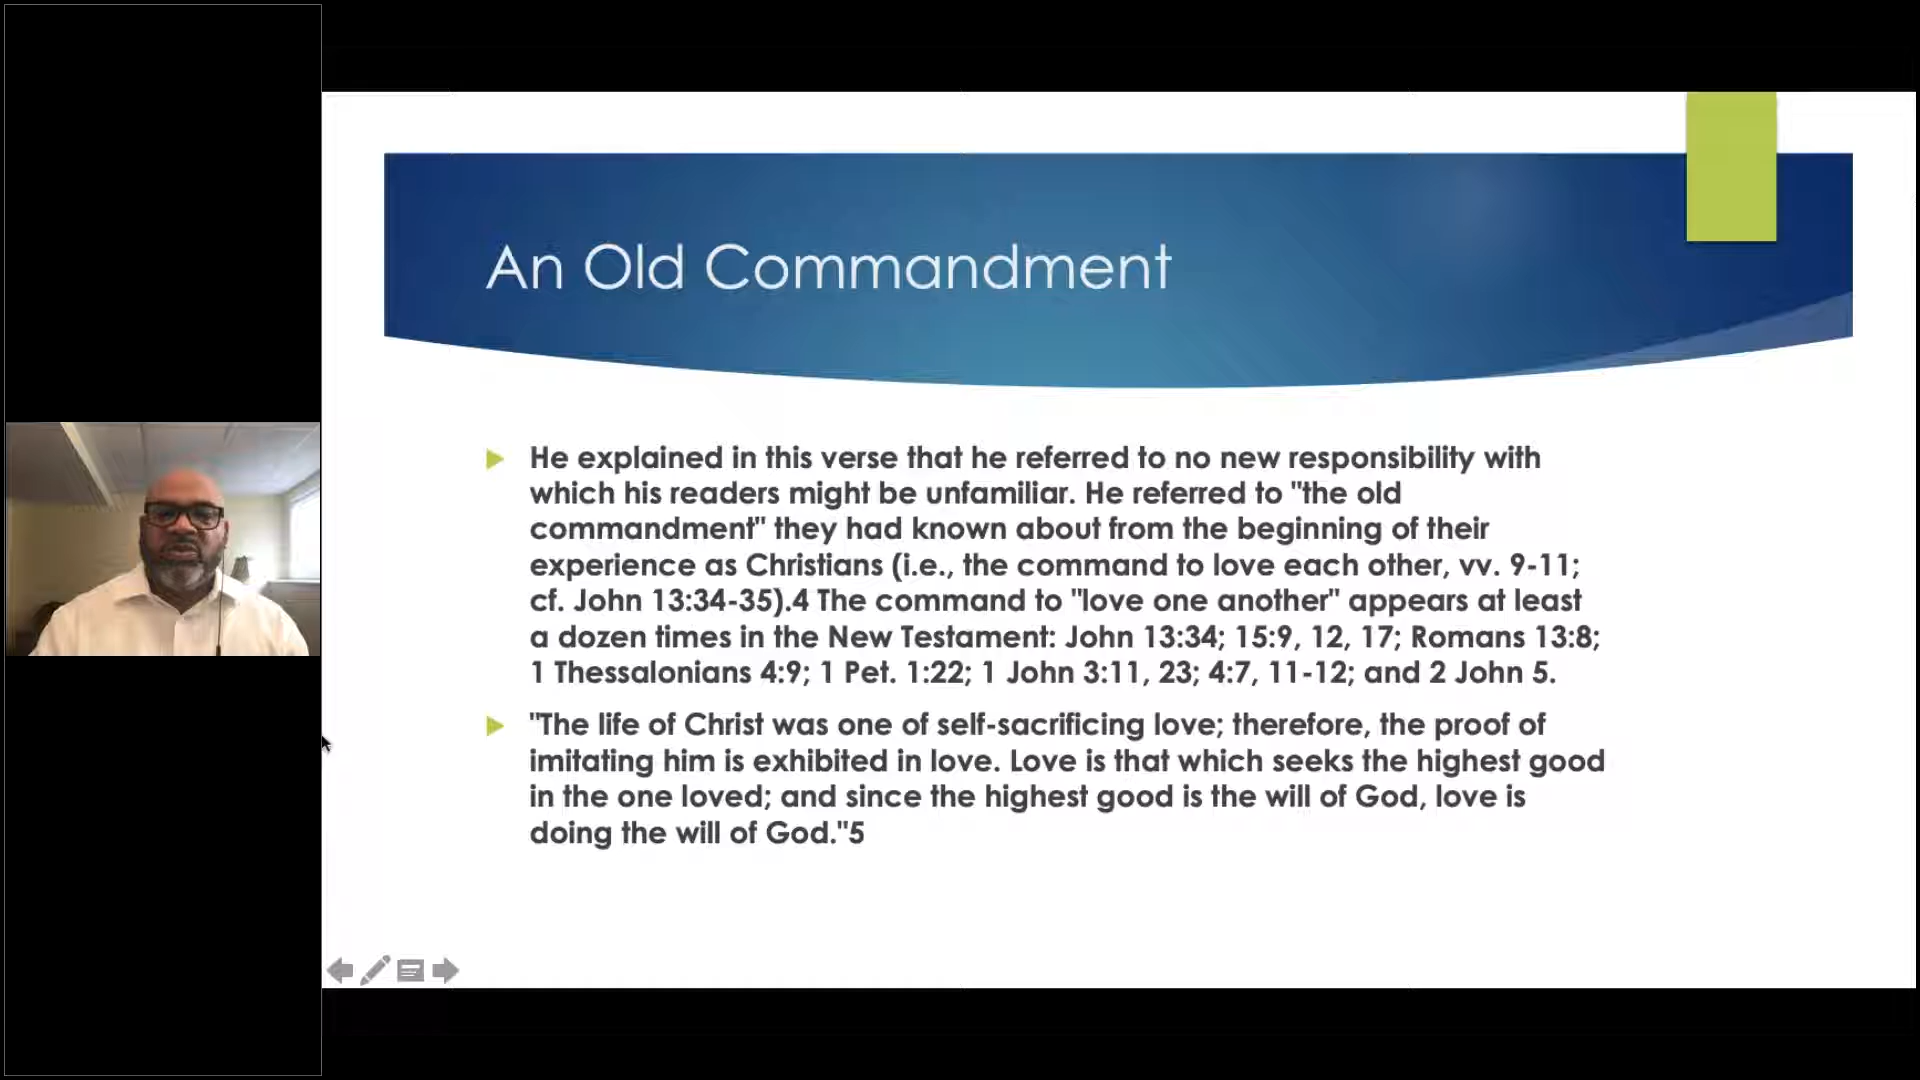 An Old Commandment
He explained in this verse that he referred to no new responsibility with
which his readers might be unfamiliar. He referred to "the old
commandment" they had known about from the beginning of their
experience as Christians (i.e., the command to love each other, vv. 9-11;
cf. John 13:34-35).4 The command to "love one another" appears at least
a dozen times in the New Testament: John 13:34; 15:9, 12, 17; Romans 13:8;
1 Thessalonians 4:9; 1 Pet. 1:22; 1 John 3:11, 23; 4:7, 11-12; and 2 John 5.
"The life of Christ was one of self-sacrificing love; therefore, the proof of
imitating him is exhibited in love. Love is that which seeks the highest good
in the one loved; and since the highest good is the will of God, love is
doing the will of God."5